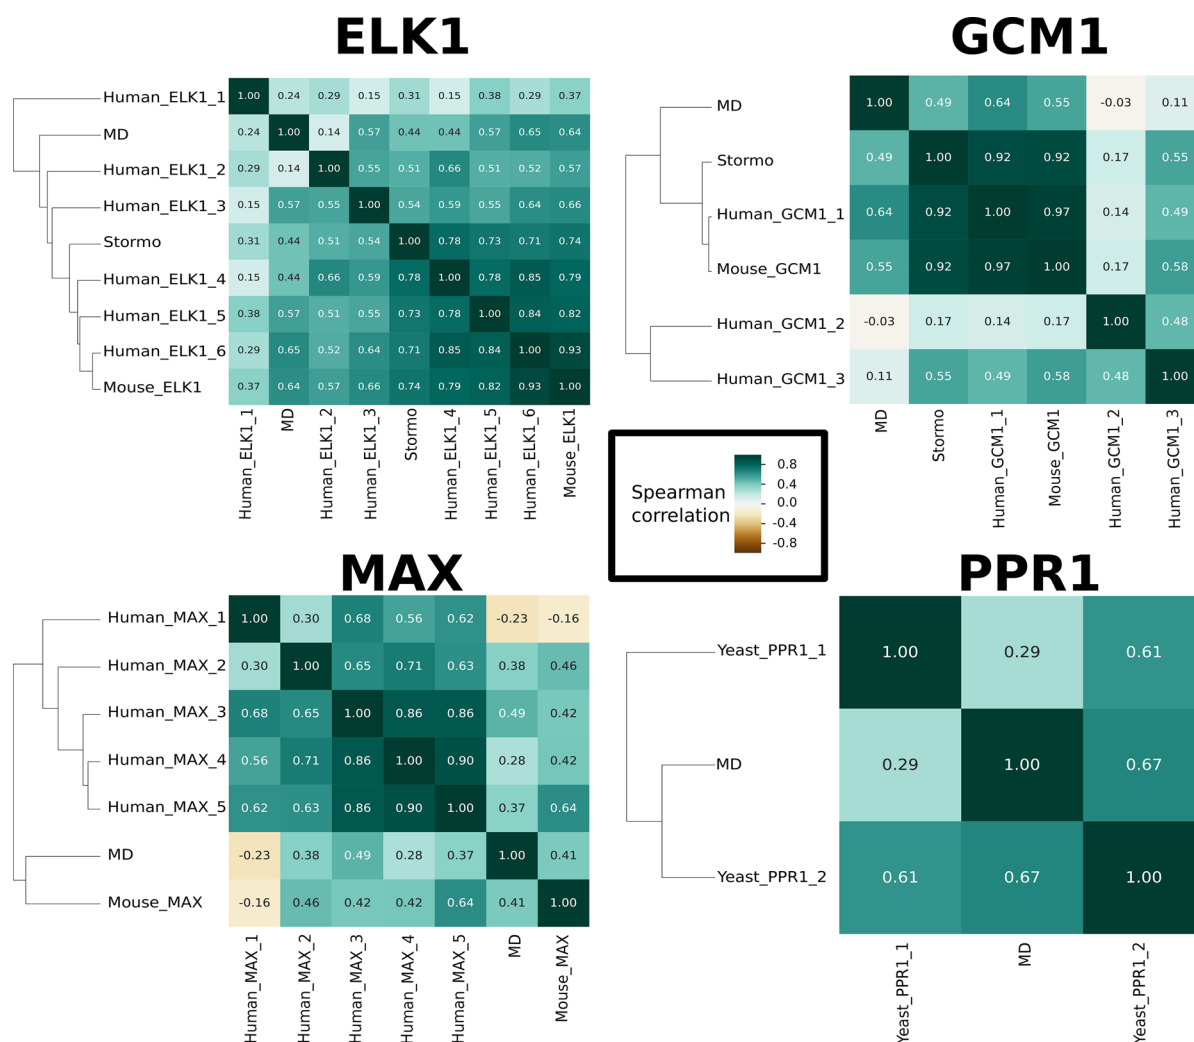 ELK1
Human_ELK1_1 1.00 0.24 0.29 0.15 0.31 0.15 0.38 0.29 0.37
MD 0.24 1.00 0.14 0.57 0.44 0.44 0.57 0.65 0.64
Human_ELK1_2 0.29 0.14 1.00 0.55 0.51 0.66 0.51 0.52 0.57
Human_ELK1_3 0.15 0.57 0.55 1.00 0.54 0.59 0.55 0.64 0.66
Stormo 0.31 0.44 0.51 0.54 1.00 0.78 0.73 0.71 0.74
Human_ELK1_4 0.15 0.44 0.66 0.59 0.78 1.00 0.78 0.85 0.79
Human_ELK1_5 0.38 0.57 0.51 0.55 0.73 0.78 1.00 0.84 0.82
Human_ELK1_6 0.29 0.65 0.52 0.64 0.71 0.85 0.84 1.00 0.93
Mouse_ELK1 0.37 0.64 0.57 0.66 0.74 0.79 0.82 0.93 1.00
Human_ELK1_1 MD Human_ELK1_2 Human_ELK1_3 Stormo Human_ELK1_4 Human_ELK1_5 Human_ELK1_6 Mouse_ELK1
GCM1
MD 1.00 0.49 0.64 0.55 -0.03 0.11
Stormo 0.49 1.00 0.92 0.92 0.17 0.55
Human_GCM1_1 0.64 0.92 1.00 0.97 0.14 0.49
Mouse_GCM1 0.55 0.92 0.97 1.00 0.17 0.58
Human_GCM1_2 -0.03 0.17 0.14 0.17 1.00 0.48
Human_GCM1_3 0.11 0.55 0.49 0.58 0.48 1.00
MD Stormo Human_GCM1_1 Mouse_GCM1 Human_GCM1_2 Human_GCM1_3
Spearman
correlation
0.8
0.4
0.0
-0.4
-0.8
MAX
Human_MAX_1 1.00 0.30 0.68 0.56 0.62 -0.23 -0.16
Human_MAX_2 0.30 1.00 0.65 0.71 0.63 0.38 0.46
Human_MAX_3 0.68 0.65 1.00 0.86 0.86 0.49 0.42
Human_MAX_4 0.56 0.71 0.86 1.00 0.90 0.28 0.42
Human_MAX_5 0.62 0.63 0.86 0.90 1.00 0.37 0.64
MD -0.23 0.38 0.49 0.28 0.37 1.00 0.41
Mouse_MAX -0.16 0.46 0.42 0.42 0.64 0.41 1.00
Human_MAX_1 Human_MAX_2 Human_MAX_3 Human_MAX_4 Human_MAX_5 MD Mouse_MAX
PPR1
Yeast_PPR1_1 1.00 0.29 0.61
MD 0.29 1.00 0.67
Yeast_PPR1_2 0.61 0.67 1.00
Yeast_PPR1_1 MD Yeast_PPR1_2